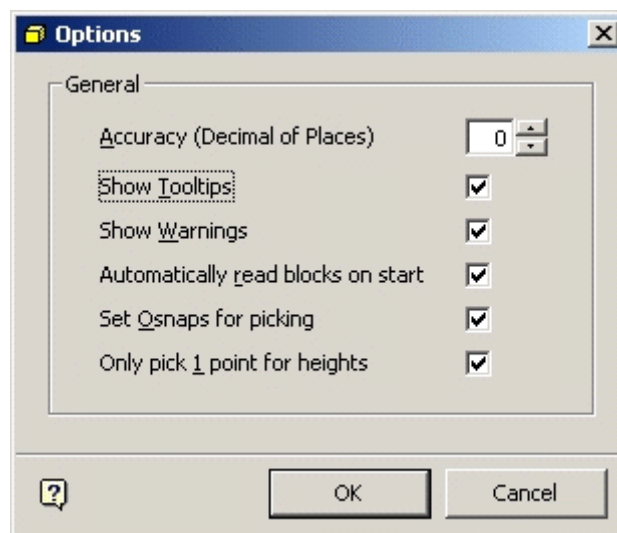 Options
General
Accuracy (Decimal of Places) 0
Show Tooltips
Show Warnings
Automatically read blocks on start
Set Osnaps for picking
Only pick 1 point for heights
? OK Cancel